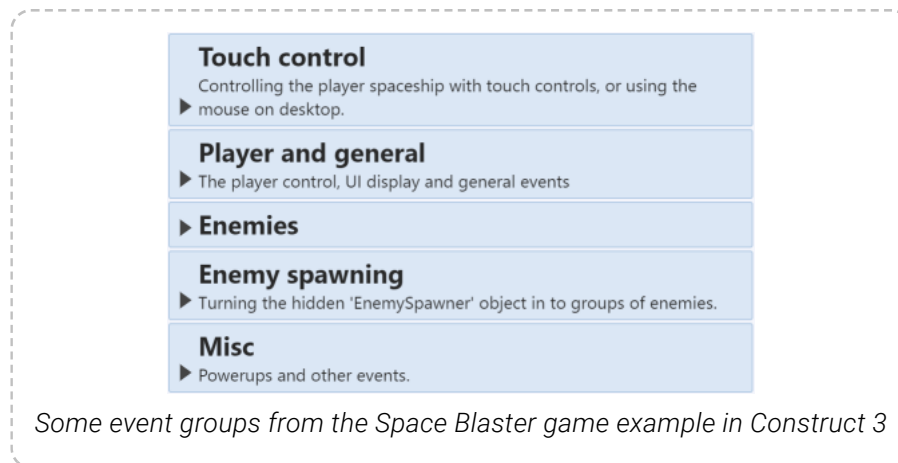 Touch control
Controlling the player spaceship with touch controls, or using the
mouse on desktop.
Player and general
The player control, UI display and general events
Enemies
Enemy spawning
Turning the hidden 'EnemySpawner' object in to groups of enemies.
Misc
Powerups and other events.
Some event groups from the Space Blaster game example in Construct 3